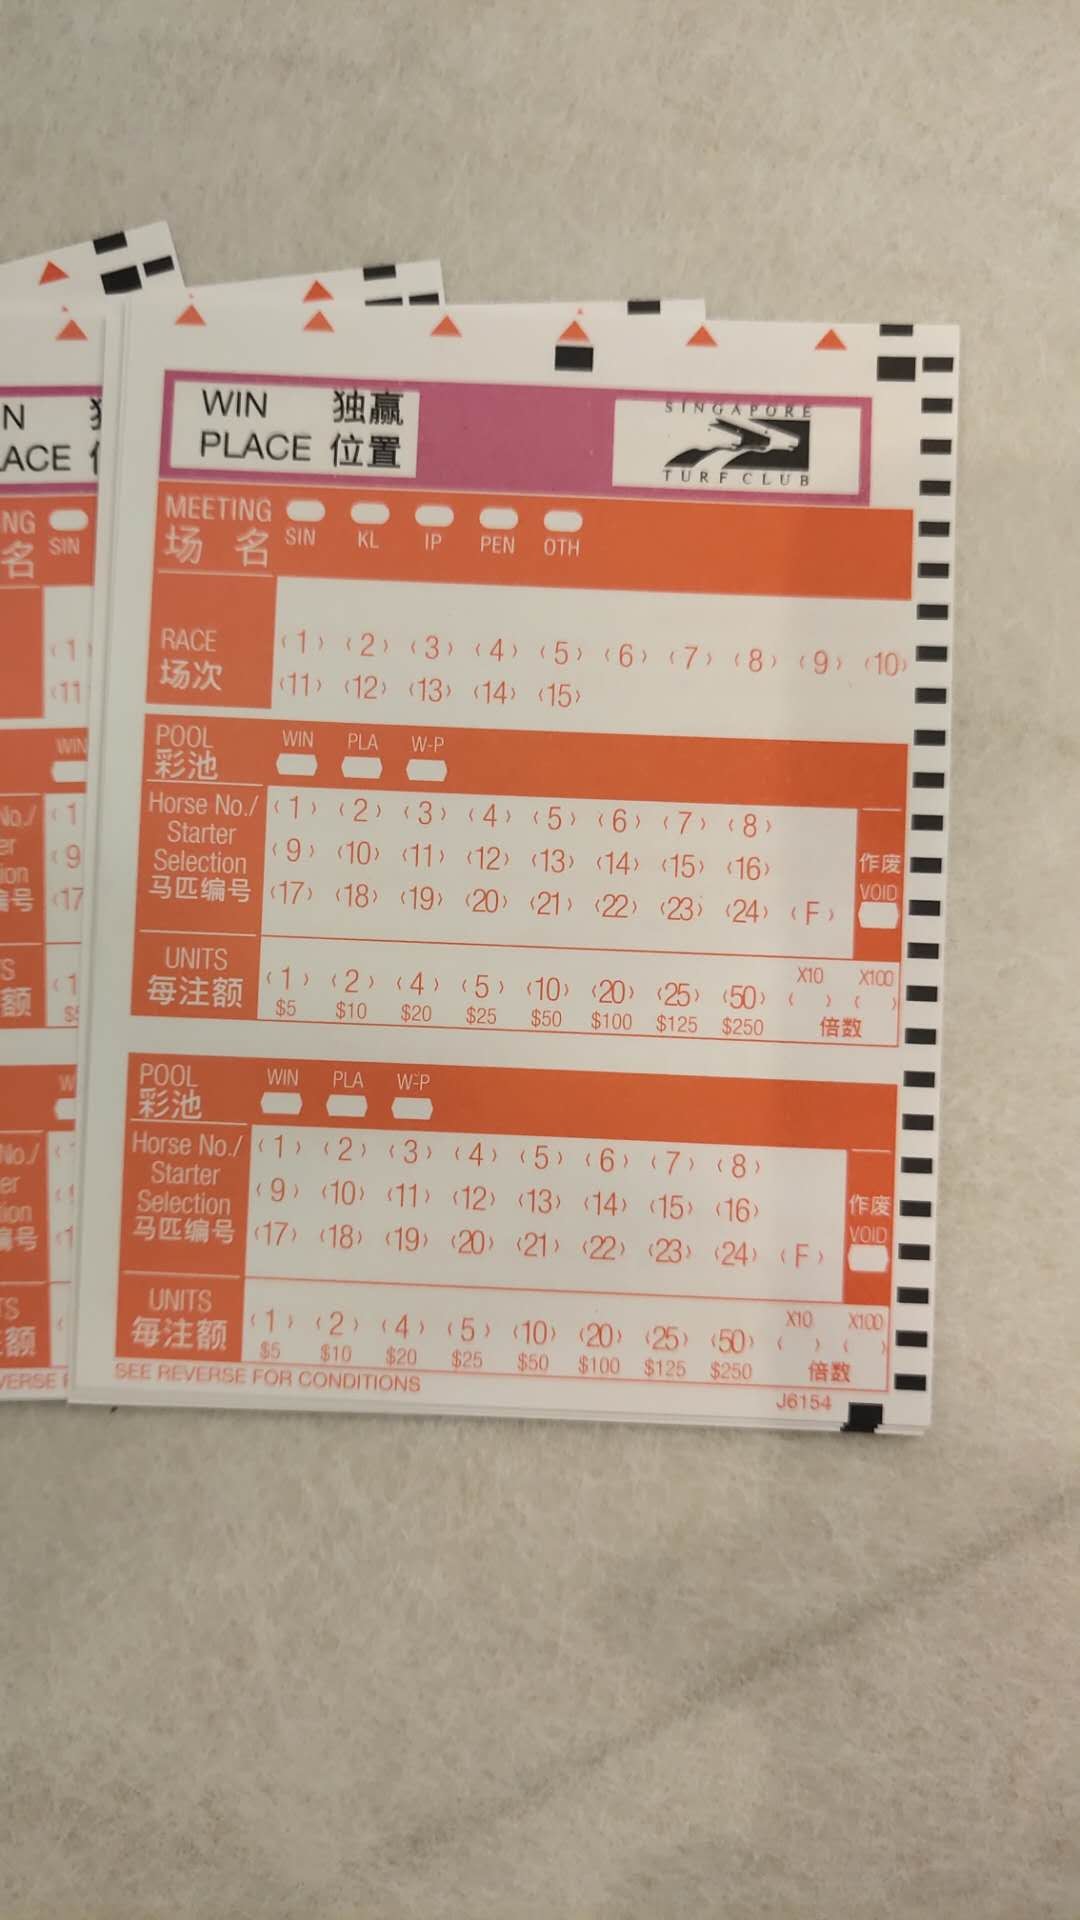 WIN 独赢
PLACE 位置
SINGAPORE
TURF CLUB
MEETING
场名
SIN KL IP PEN OTH
RACE
场次
(1) (2) (3) (4) (5) (6) (7) (8) (9) (10)
(11) (12) (13) (14) (15)
POOL
彩池
WIN PLA W-P
Horse No./
Starter
Selection
马匹编号
(1) (2) (3) (4) (5) (6) (7) (8)
(9) (10) (11) (12) (13) (14) (15) (16)
(17) (18) (19) (20) (21) (22) (23) (24) (F)
作废
VOID
UNITS
每注额
(1) (2) (4) (5) (10) (20) (25) (50) ( ) ( )
$5 $10 $20 $25 $50 $100 $125 $250
X10 X100
倍数
POOL
彩池
WIN PLA W-P
Horse No./
Starter
Selection
马匹编号
(1) (2) (3) (4) (5) (6) (7) (8)
(9) (10) (11) (12) (13) (14) (15) (16)
(17) (18) (19) (20) (21) (22) (23) (24) (F)
作废
VOID
UNITS
每注额
(1) (2) (4) (5) (10) (20) (25) (50) ( ) ( )
$5 $10 $20 $25 $50 $100 $125 $250
X10 X100
倍数
SEE REVERSE FOR CONDITIONS
J6154